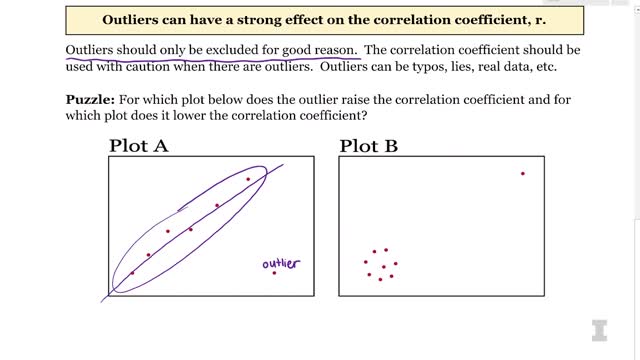 Outliers can have a strong effect on the correlation coefficient, r.
Outliers should only be excluded for good reason. The correlation coefficient should be
used with caution when there are outliers. Outliers can be typos, lies, real data, etc.
Puzzle: For which plot below does the outlier raise the correlation coefficient and for
which plot does it lower the correlation coefficient?
Plot A
Plot B
outlier
I